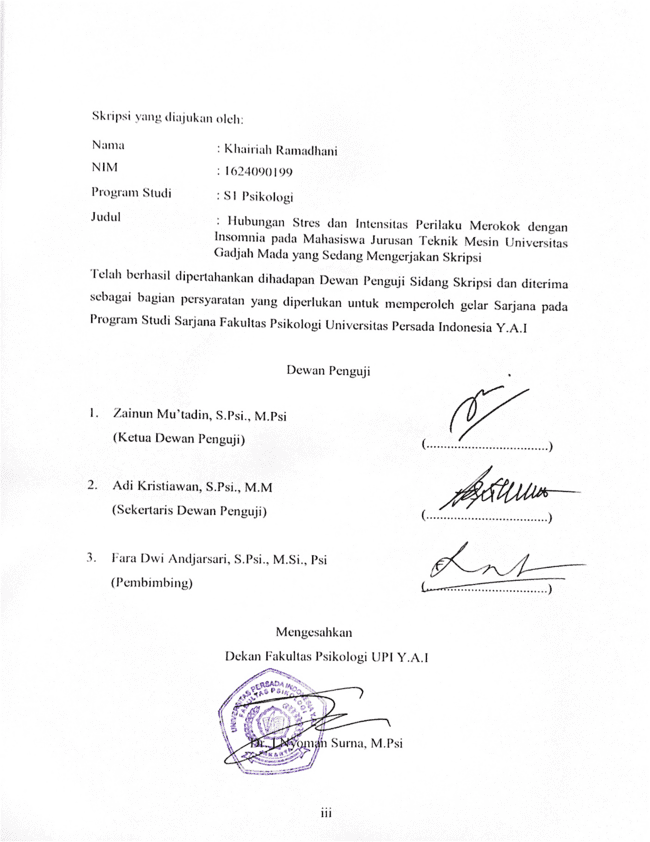 Skripsi yang diajukan oleh:
Nama : Khairiah Ramadhani
NIM : 1624090199
Program Studi : S1 Psikologi
Judul : Hubungan Stres dan Intensitas Perilaku Merokok dengan
Insomnia pada Mahasiswa Jurusan Teknik Mesin Universitas
Gadjah Mada yang Sedang Mengerjakan Skripsi
Telah berhasil dipertahankan dihadapan Dewan Penguji Sidang Skripsi dan diterima
sebagai bagian persyaratan yang diperlukan untuk memperoleh gelar Sarjana pada
Program Studi Sarjana Fakultas Psikologi Universitas Persada Indonesia Y.A.I
Dewan Penguji
1. Zainun Mu'tadin, S.Psi., M.Psi
(Ketua Dewan Penguji)
(................................)
2. Adi Kristiawan, S.Psi., M.M
(Sekertaris Dewan Penguji)
(................................)
3. Fara Dwi Andjarsari, S.Psi., M.Si., Psi
(Pembimbing)
(................................)
Mengesahkan
Dekan Fakultas Psikologi UPI Y.A.I
UNIVERSITAS PERSADA INDONESIA
FAKULTAS PSIKOLOGI
JAKARTA
Dr. I Nyoman Surna, M.Psi
iii